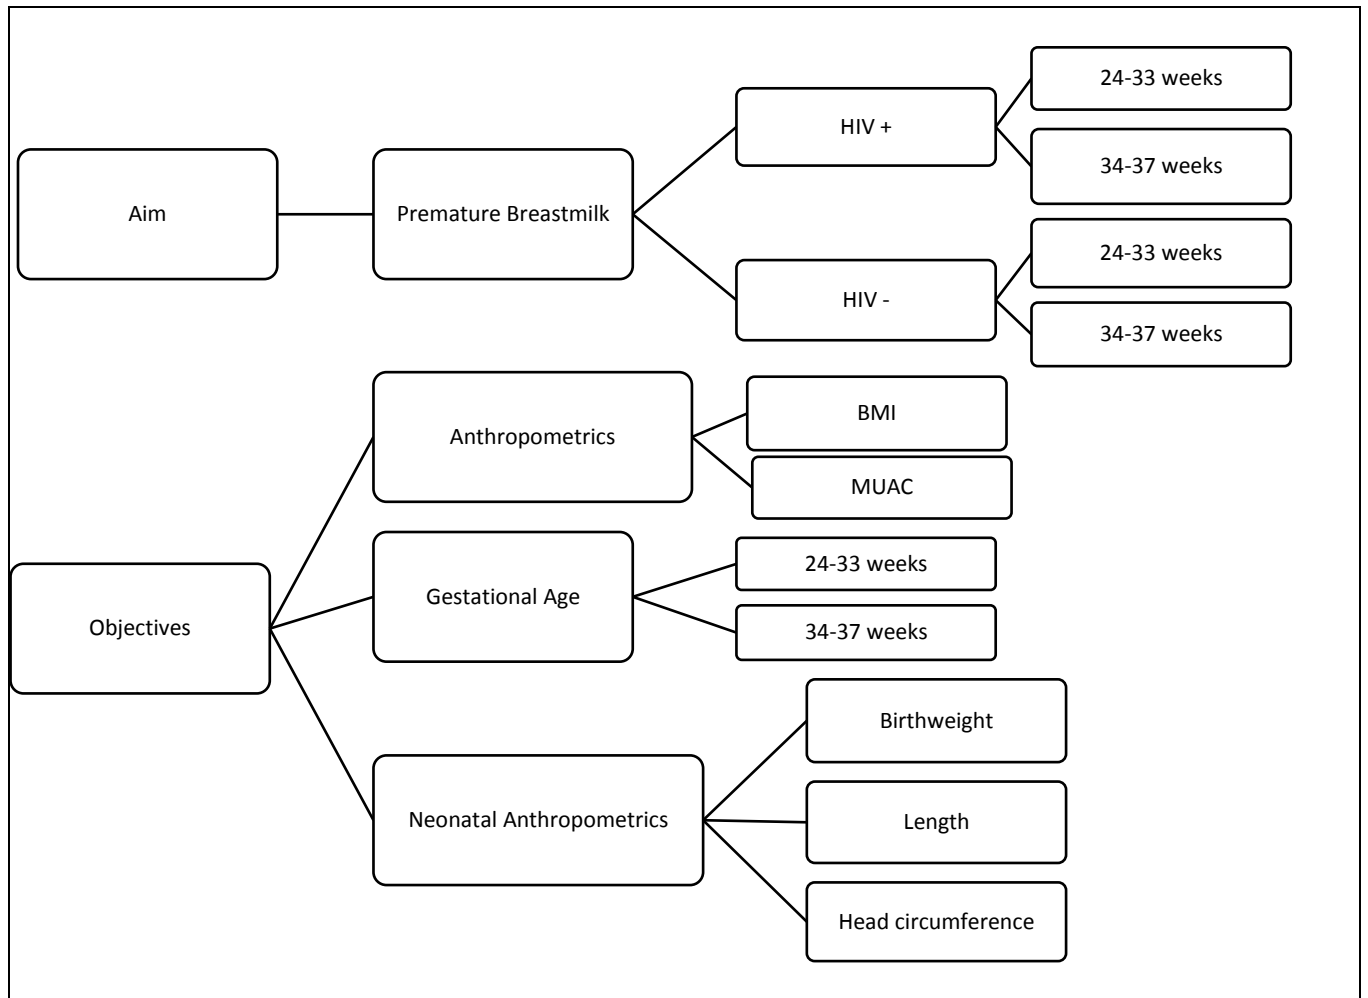 Aim
Premature Breastmilk
HIV +
24-33 weeks
34-37 weeks
HIV -
24-33 weeks
34-37 weeks
Objectives
Anthropometrics
BMI
MUAC
Gestational Age
24-33 weeks
34-37 weeks
Neonatal Anthropometrics
Birthweight
Length
Head circumference